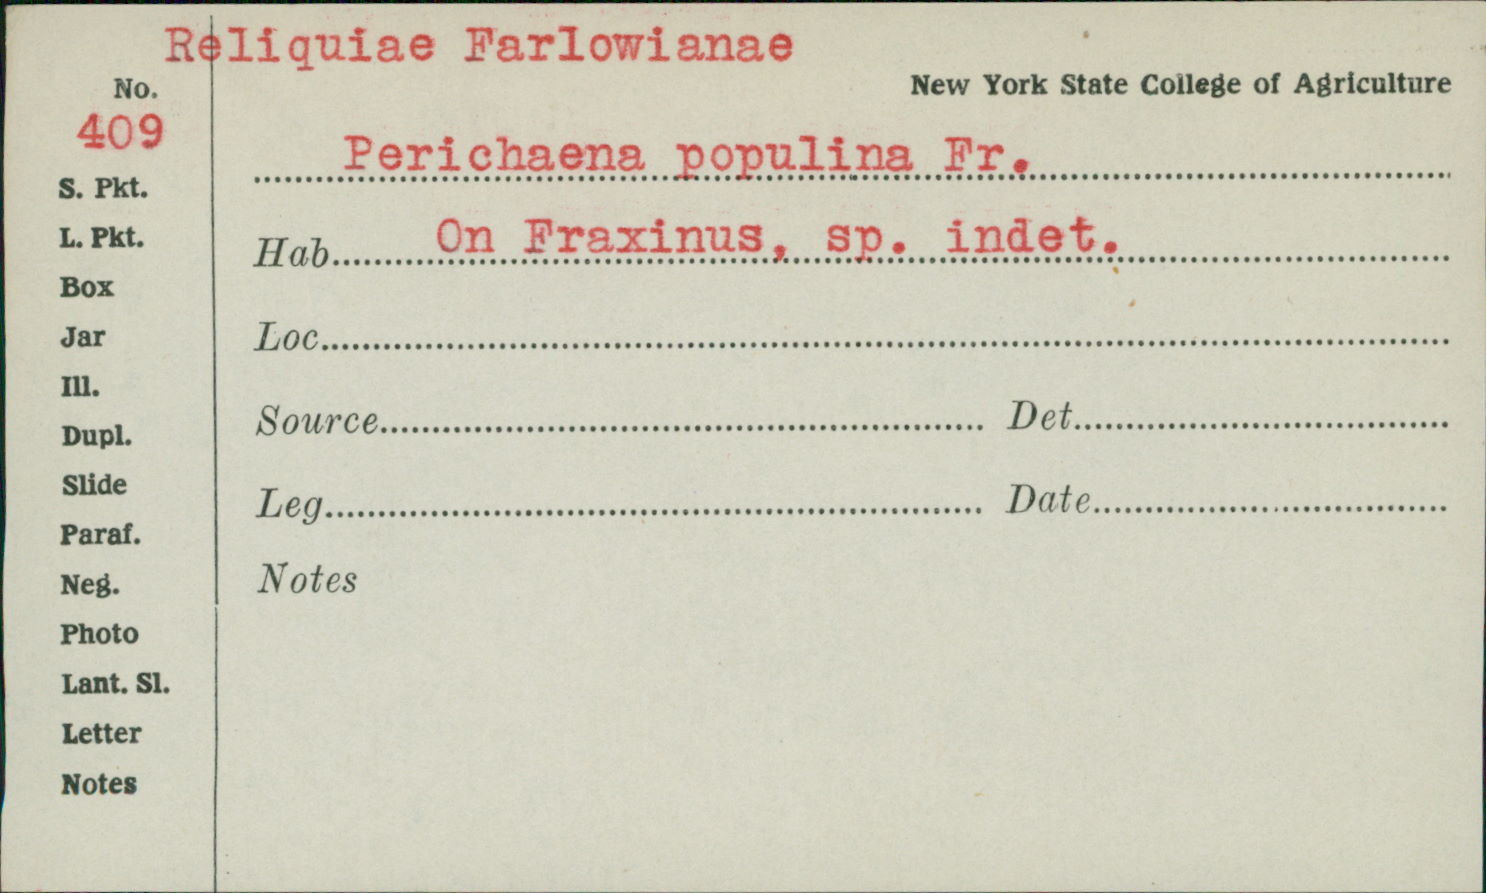 Reliquiae Farlowianae
No.
New York State College of Agriculture
409
Perichaena populina Fr.
S. Pkt.
L. Pkt.
Hab. On Fraxinus, sp. indet.
Box
Jar
Loc.
Ill.
Dupl.
Source Det.
Slide
Leg. Date
Paraf.
Neg.
Notes
Photo
Lant. Sl.
Letter
Notes